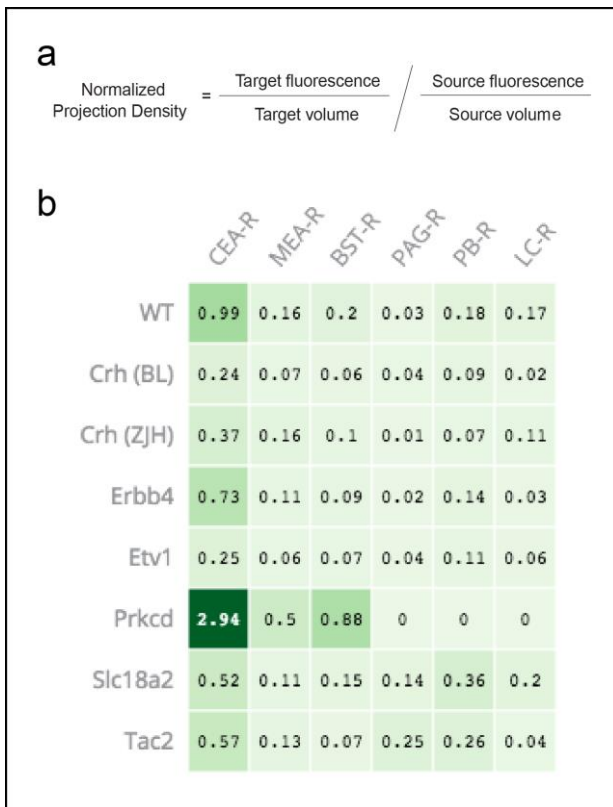 a
Normalized Projection Density = Target fluorescence / Target volume / Source fluorescence / Source volume
b
CEA-R MEA-R BST-R PAG-R PB-R LC-R
WT 0.99 0.16 0.2 0.03 0.18 0.17
Crh (BL) 0.24 0.07 0.06 0.04 0.09 0.02
Crh (ZJH) 0.37 0.16 0.1 0.01 0.07 0.11
Erbb4 0.73 0.11 0.09 0.02 0.14 0.03
Etv1 0.25 0.06 0.07 0.04 0.11 0.06
Prkcd 2.94 0.5 0.88 0 0 0
Slc18a2 0.52 0.11 0.15 0.14 0.36 0.2
Tac2 0.57 0.13 0.07 0.25 0.26 0.04